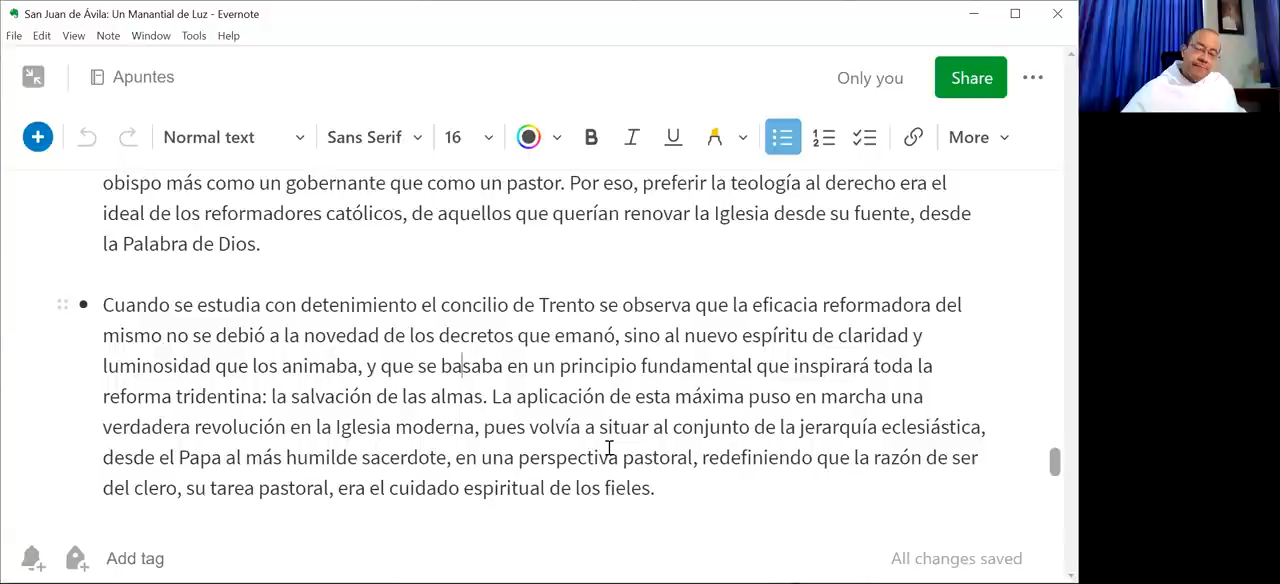 San Juan de Ávila: Un Manantial de Luz - Evernote
File Edit View Note Window Tools Help
Apuntes
Only you
Share
Normal text
Sans Serif
16
B I U
More
obispo más como un gobernante que como un pastor. Por eso, preferir la teología al derecho era el
ideal de los reformadores católicos, de aquellos que querían renovar la Iglesia desde su fuente, desde
la Palabra de Dios.
• Cuando se estudia con detenimiento el concilio de Trento se observa que la eficacia reformadora del
mismo no se debió a la novedad de los decretos que emanó, sino al nuevo espíritu de claridad y
luminosidad que los animaba, y que se basaba en un principio fundamental que inspirará toda la
reforma tridentina: la salvación de las almas. La aplicación de esta máxima puso en marcha una
verdadera revolución en la Iglesia moderna, pues volvía a situar al conjunto de la jerarquía eclesiástica,
desde el Papa al más humilde sacerdote, en una perspectiva pastoral, redefiniendo que la razón de ser
del clero, su tarea pastoral, era el cuidado espiritual de los fieles.
Add tag
All changes saved